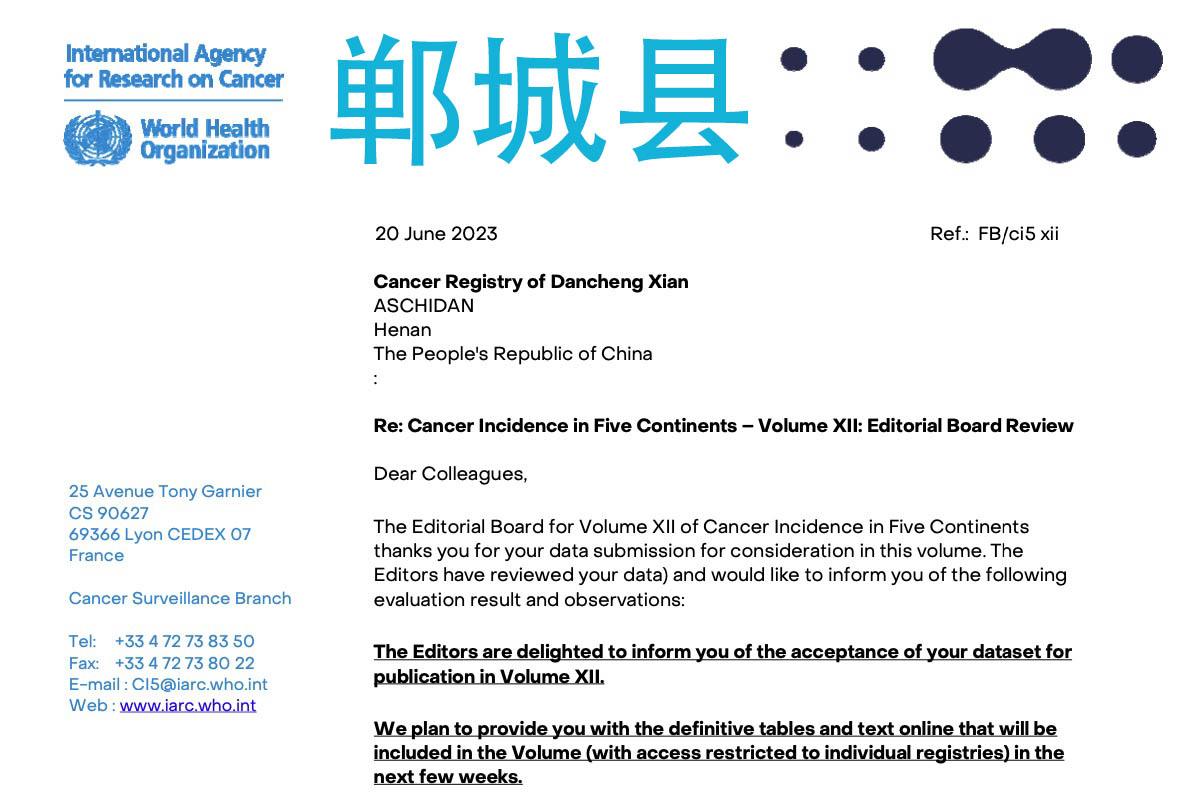 International Agency
for Research on Cancer
World Health
Organization
郸城县
20 June 2023
Ref.: FB/ci5 xii
Cancer Registry of Dancheng Xian
ASCHIDAN
Henan
The People's Republic of China
:
Re: Cancer Incidence in Five Continents – Volume XII: Editorial Board Review
Dear Colleagues,
The Editorial Board for Volume XII of Cancer Incidence in Five Continents
thanks you for your data submission for consideration in this volume. The
Editors have reviewed your data) and would like to inform you of the following
evaluation result and observations:
The Editors are delighted to inform you of the acceptance of your dataset for
publication in Volume XII.
We plan to provide you with the definitive tables and text online that will be
included in the Volume (with access restricted to individual registries) in the
next few weeks.
25 Avenue Tony Garnier
CS 90627
69366 Lyon CEDEX 07
France
Cancer Surveillance Branch
Tel: +33 4 72 73 83 50
Fax: +33 4 72 73 80 22
E-mail : CI5@iarc.who.int
Web : www.iarc.who.int